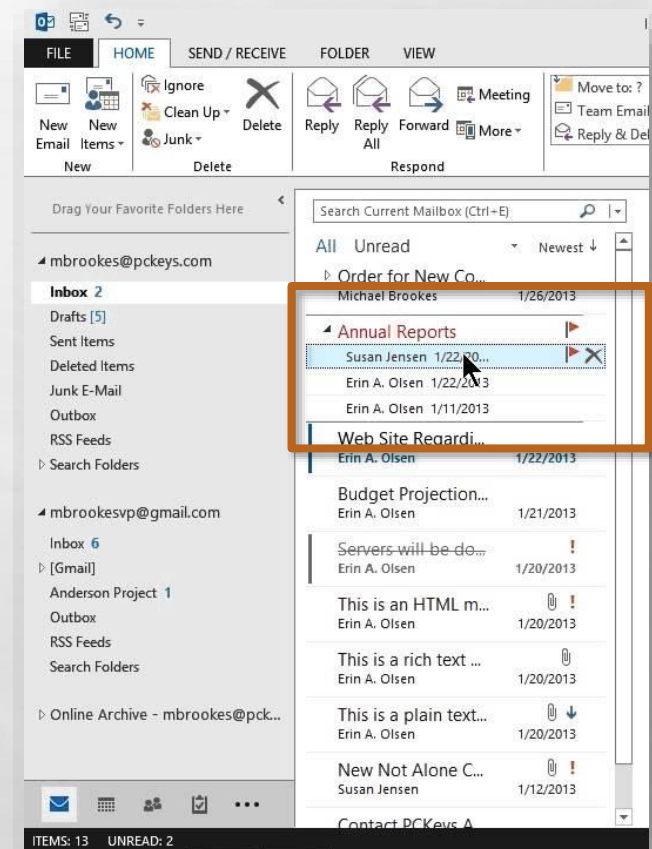 FILE HOME SEND / RECEIVE FOLDER VIEW
New Email
New Items
Ignore
Clean Up
Junk
Delete
Reply
Reply All
Forward
Meeting
More
Move to: ?
Team Email
Reply & Del
New Delete Respond
Drag Your Favorite Folders Here
mbrookes@pckeys.com
Inbox 2
Drafts [5]
Sent Items
Deleted Items
Junk E-Mail
Outbox
RSS Feeds
Search Folders
mbrookesvp@gmail.com
Inbox 6
[Gmail]
Anderson Project 1
Outbox
RSS Feeds
Search Folders
Online Archive - mbrookes@pck...
Search Current Mailbox (Ctrl+E)
All Unread Newest
Order for New Co...
Michael Brookes 1/26/2013
Annual Reports
Susan Jensen 1/22/20...
Erin A. Olsen 1/22/2013
Erin A. Olsen 1/11/2013
Web Site Regardi...
Erin A. Olsen 1/22/2013
Budget Projection...
Erin A. Olsen 1/21/2013
Servers will be do...
Erin A. Olsen 1/20/2013
This is an HTML m...
Erin A. Olsen 1/20/2013
This is a rich text ...
Erin A. Olsen 1/20/2013
This is a plain text...
Erin A. Olsen 1/20/2013
New Not Alone C...
Susan Jensen 1/12/2013
Contact PCKeys A
ITEMS: 13 UNREAD: 2